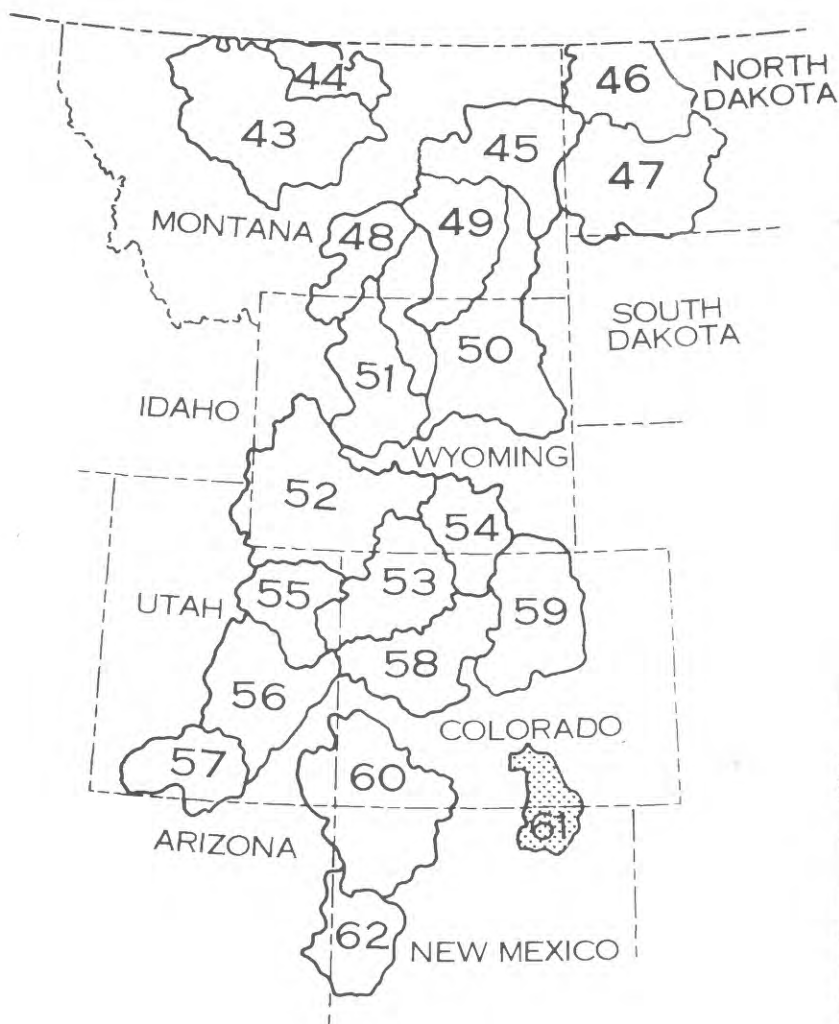 44
46
NORTH
DAKOTA
43
45
47
MONTANA
48
49
SOUTH
DAKOTA
50
51
IDAHO
WYOMING
52
54
53
55
59
UTAH
58
56
COLORADO
57
60
61
ARIZONA
62
NEW MEXICO